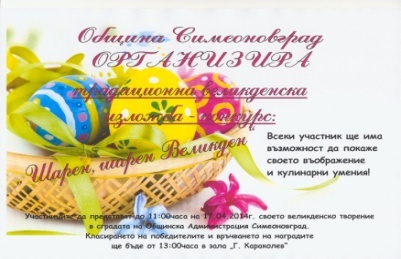 Община Симеоновград
ОРГАНИЗИРА
традиционна великденска
изложба - конкурс:
„Шарен, шарен Великден“
Всеки участник ще има
възможност да покаже
своето въображение
и кулинарни умения!
Участниците да представят до 11:00часа на 17.04.2014г. своето великденско творение
в сградата на Общинска Администрация Симеоновград.
Класирането на победителите и връчването на наградите
ще бъде от 13:00часа в зала „Г. Караколев"